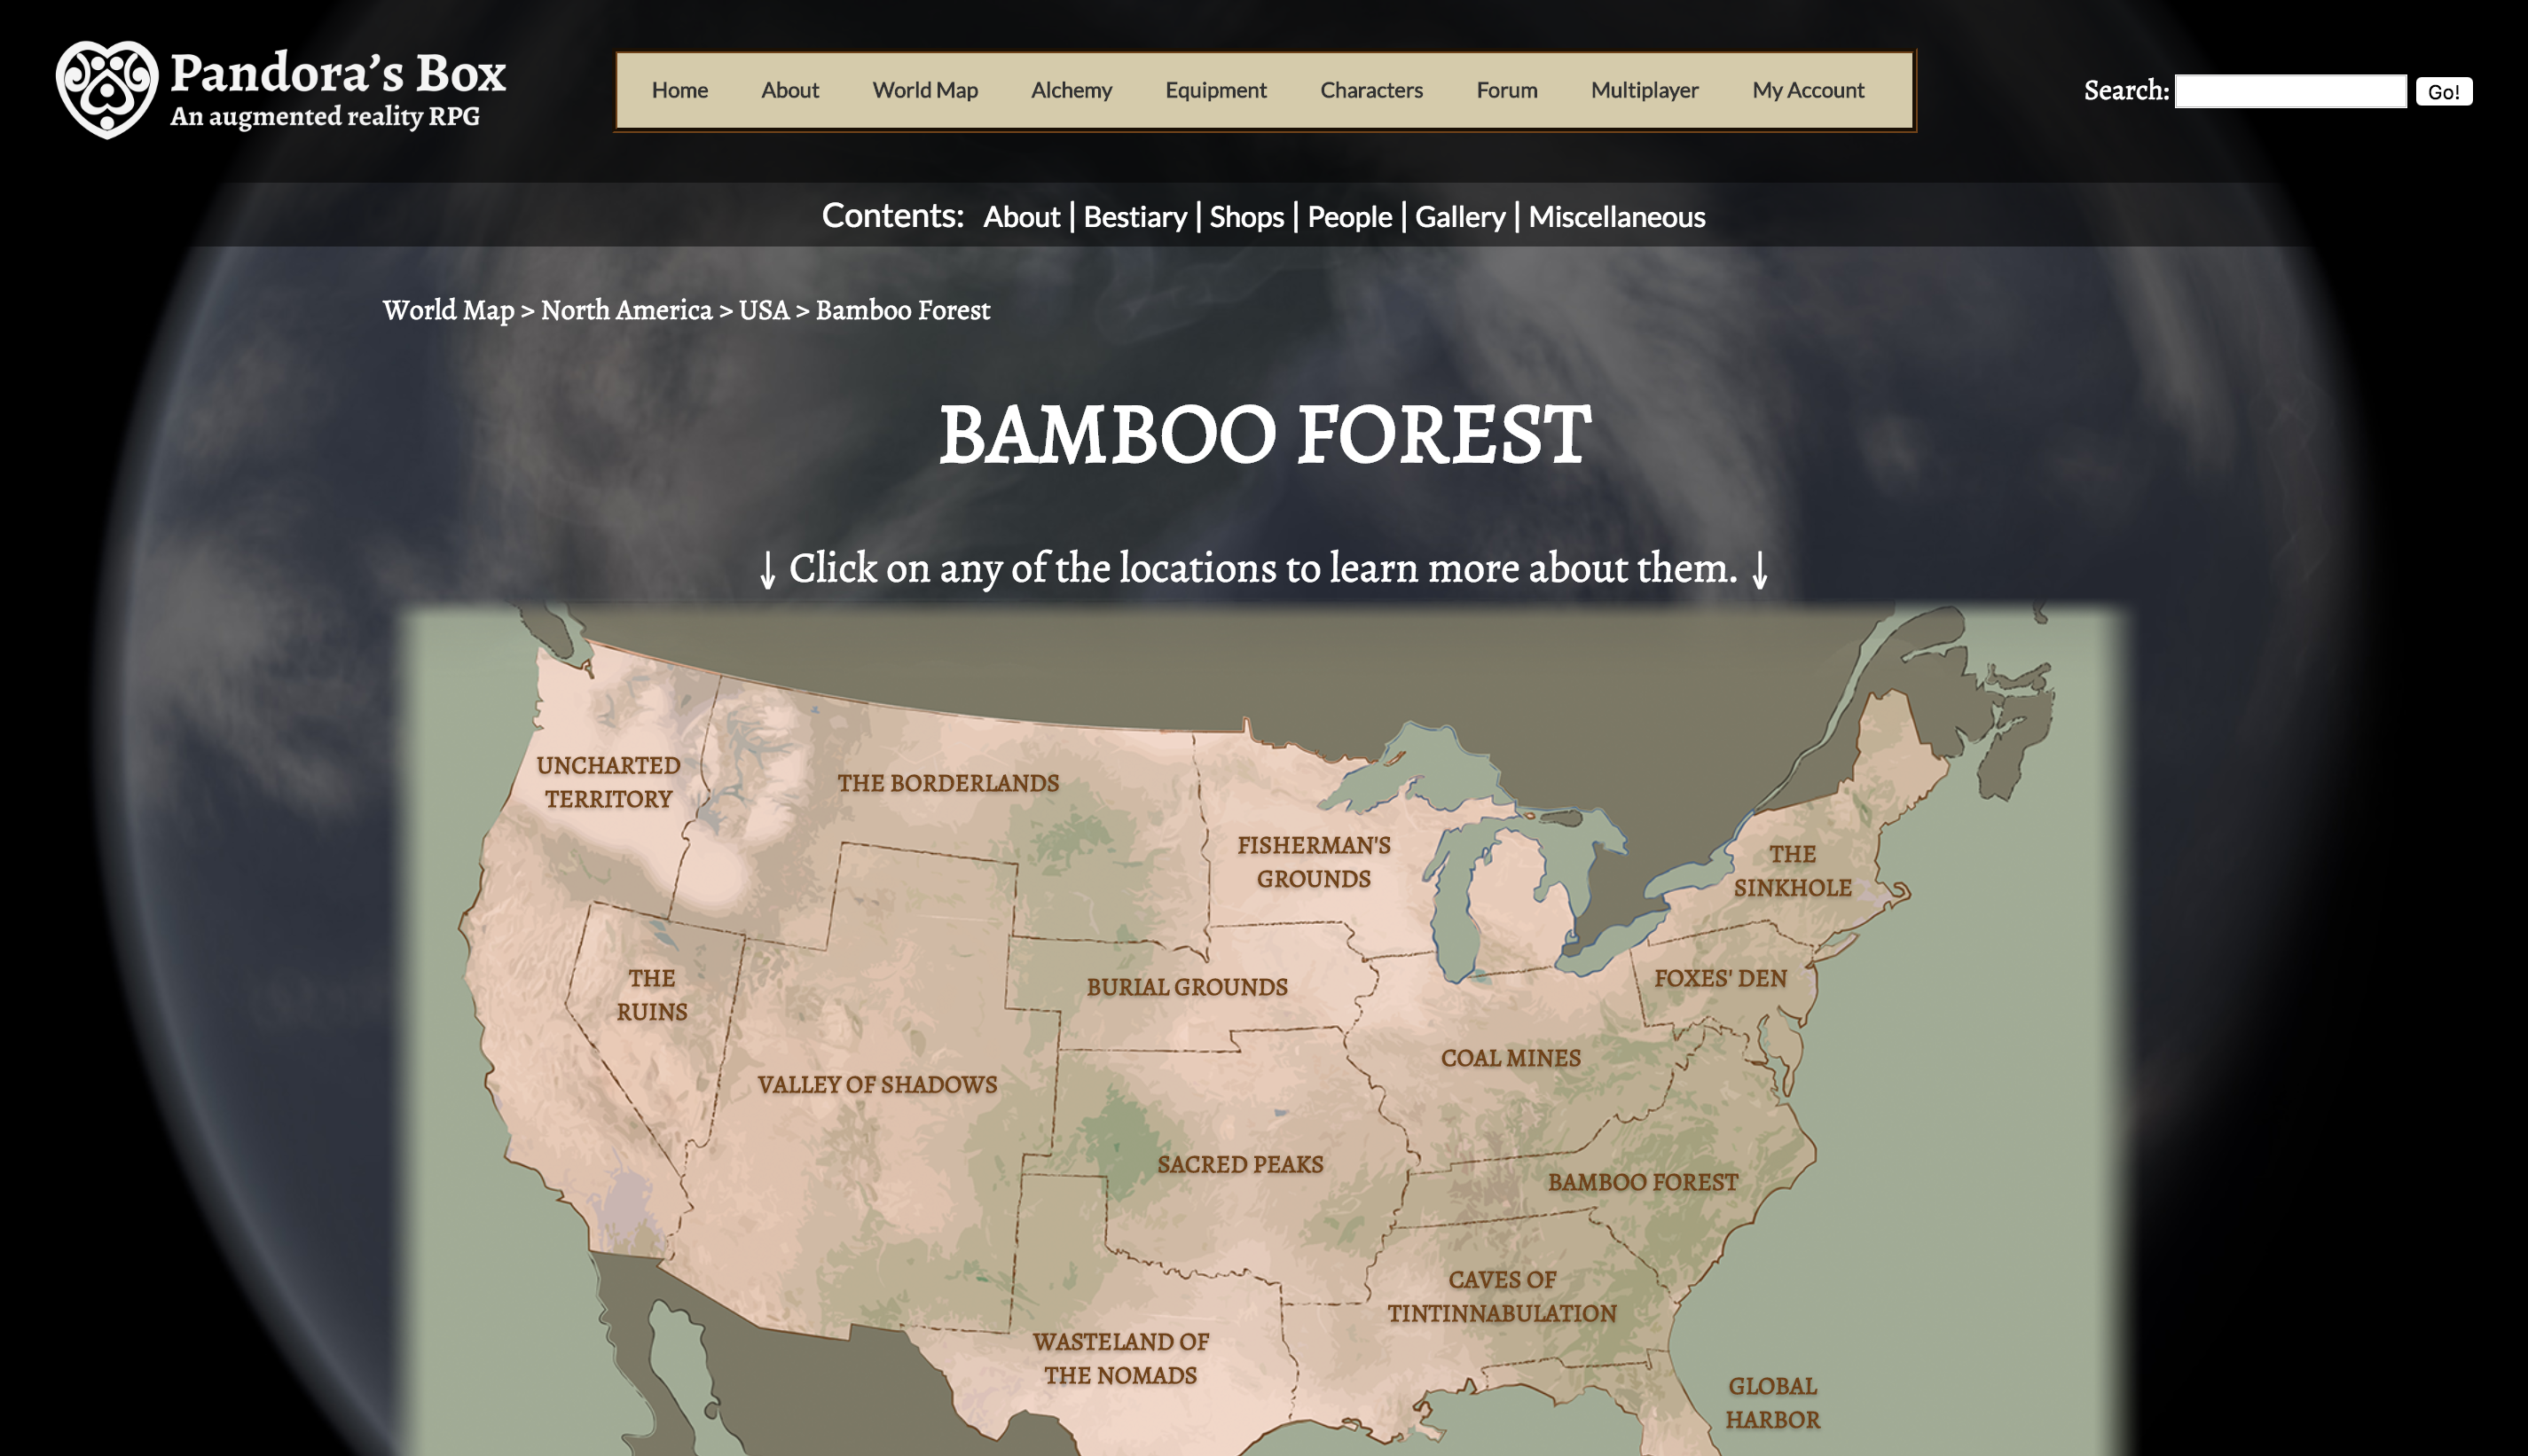 Pandora's Box
An augmented reality RPG
Home About World Map Alchemy Equipment Characters Forum Multiplayer My Account
Search: Go!
Contents: About | Bestiary | Shops | People | Gallery | Miscellaneous
World Map > North America > USA > Bamboo Forest
BAMBOO FOREST
↓ Click on any of the locations to learn more about them. ↓
UNCHARTED
TERRITORY
THE BORDERLANDS
FISHERMAN'S
GROUNDS
THE
SINKHOLE
THE
RUINS
BURIAL GROUNDS
FOXES' DEN
COAL MINES
VALLEY OF SHADOWS
SACRED PEAKS
BAMBOO FOREST
CAVES OF
TINTINNABULATION
WASTELAND OF
THE NOMADS
GLOBAL
HARBOR